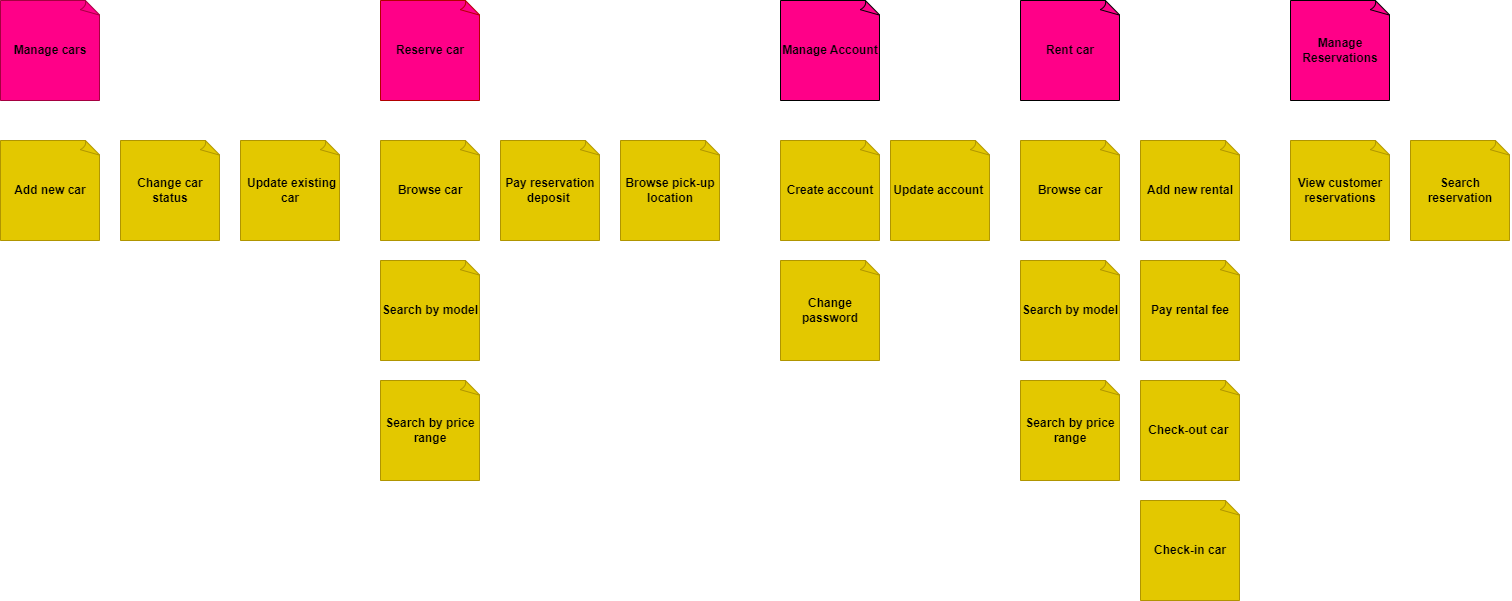 Manage cars
Reserve car
Manage Account
Rent car
Manage
Reservations
Add new car
Change car
status
Update existing
car
Browse car
Pay reservation
deposit
Browse pick-up
location
Create account
Update account
Browse car
Add new rental
View customer
reservations
Search
reservation
Search by model
Change
password
Search by model
Pay rental fee
Search by price
range
Search by price
range
Check-out car
Check-in car